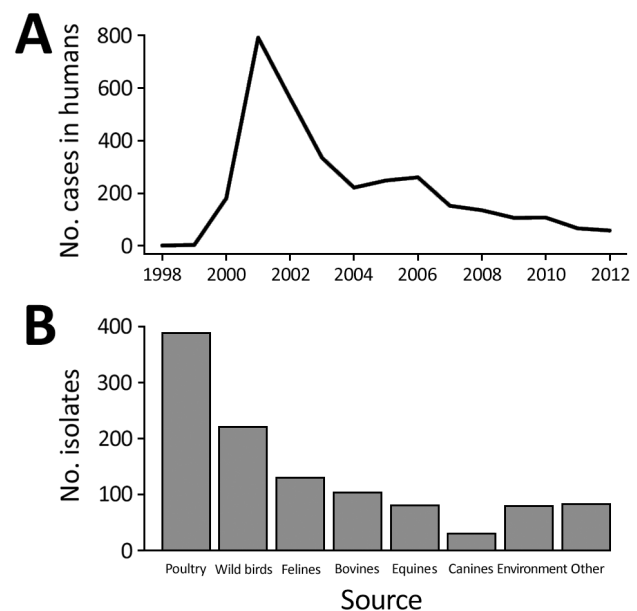 A
No. cases in humans
800
600
400
200
0
1998 2000 2002 2004 2006 2008 2010 2012
B
No. isolates
400
300
200
100
0
Poultry Wild birds Felines Bovines Equines Canines Environment Other
Source